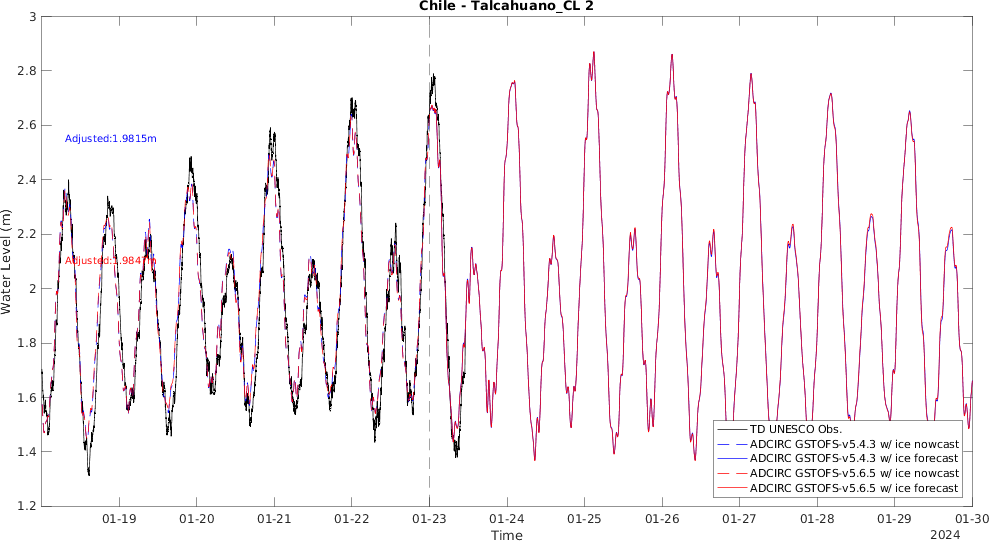 Chile - Talcahuano_CL 2
Water Level (m)
3
2.8
2.6
2.4
2.2
2
1.8
1.6
1.4
1.2
Adjusted:1.9815m
Adjusted:1.9847m
TD UNESCO Obs.
ADCIRC GSTOFS-v5.4.3 w/ ice nowcast
ADCIRC GSTOFS-v5.4.3 w/ ice forecast
ADCIRC GSTOFS-v5.6.5 w/ ice nowcast
ADCIRC GSTOFS-v5.6.5 w/ ice forecast
01-19 01-20 01-21 01-22 01-23 01-24 01-25 01-26 01-27 01-28 01-29 01-30
Time
2024